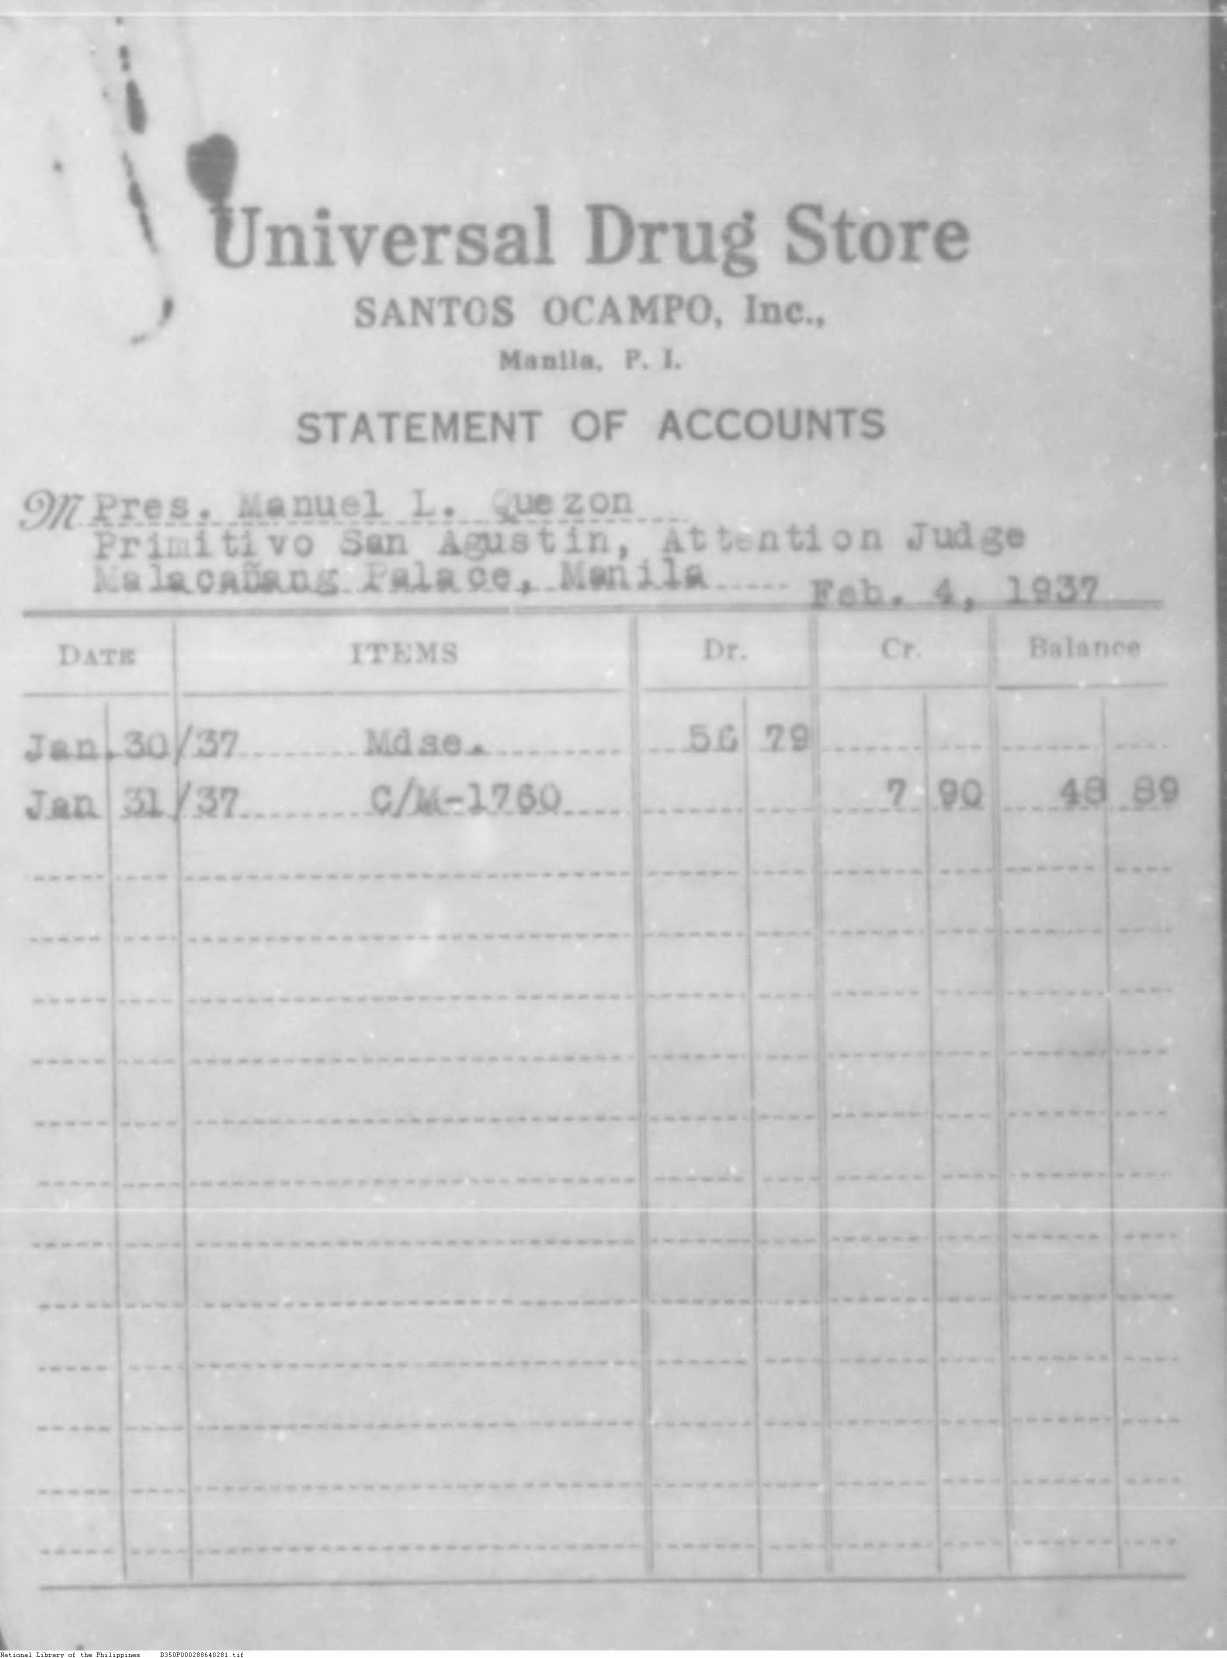 Universal Drug Store
SANTOS OCAMPO, Inc.,
Manila, P. I.
STATEMENT OF ACCOUNTS
M Pres. Manuel L. Quezon
Primitivo San Agustin, Attention Judge
Malacañang Palace, Manila Feb. 4, 1937
DATE ITEMS Dr. Cr. Balance
Jan. 30/37 Mdse. 56 79
Jan 31/37 C/M-1760 7 90 48 89
National Library of the Philippines D350P000288640281.tif